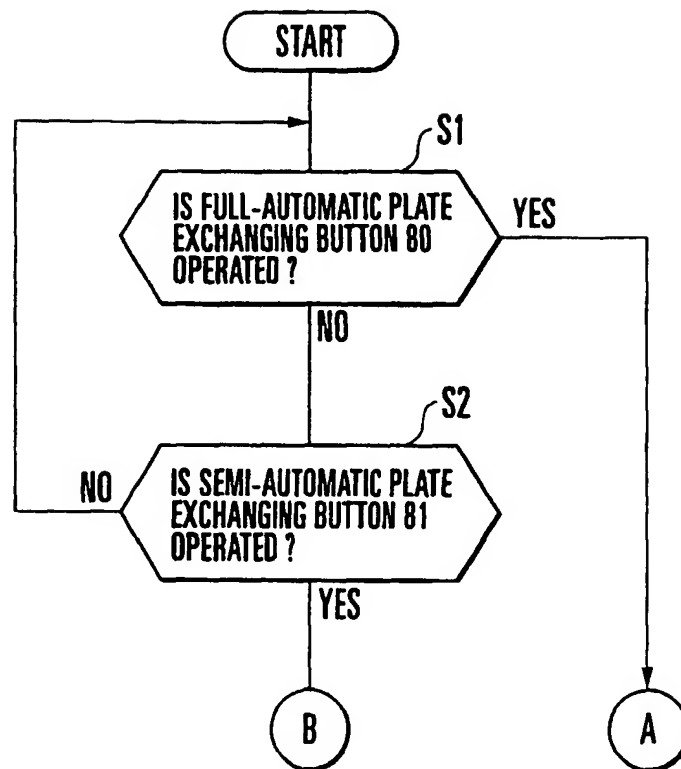 START
S1
IS FULL-AUTOMATIC PLATE
EXCHANGING BUTTON 80
OPERATED ?
YES
NO
S2
NO
IS SEMI-AUTOMATIC PLATE
EXCHANGING BUTTON 81
OPERATED ?
YES
B
A